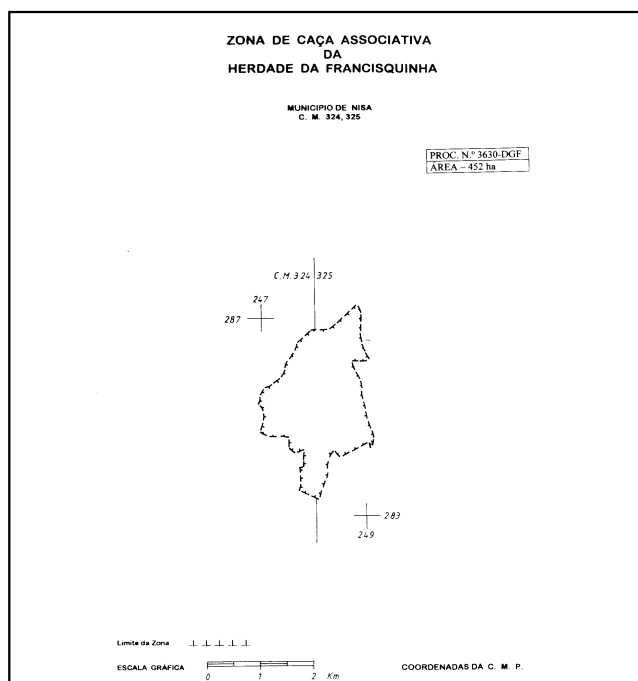 ZONA DE CAÇA ASSOCIATIVA
DA
HERDADE DA FRANCISQUINHA
MUNICIPIO DE NISA
C. M. 324, 325
PROC. N.º 3630-DGF
ÁREA – 452 ha
C.M. 324 325
247
287
283
249
Limite da Zona
ESCALA GRÁFICA
0 1 2 Km
COORDENADAS DA C. M. P.